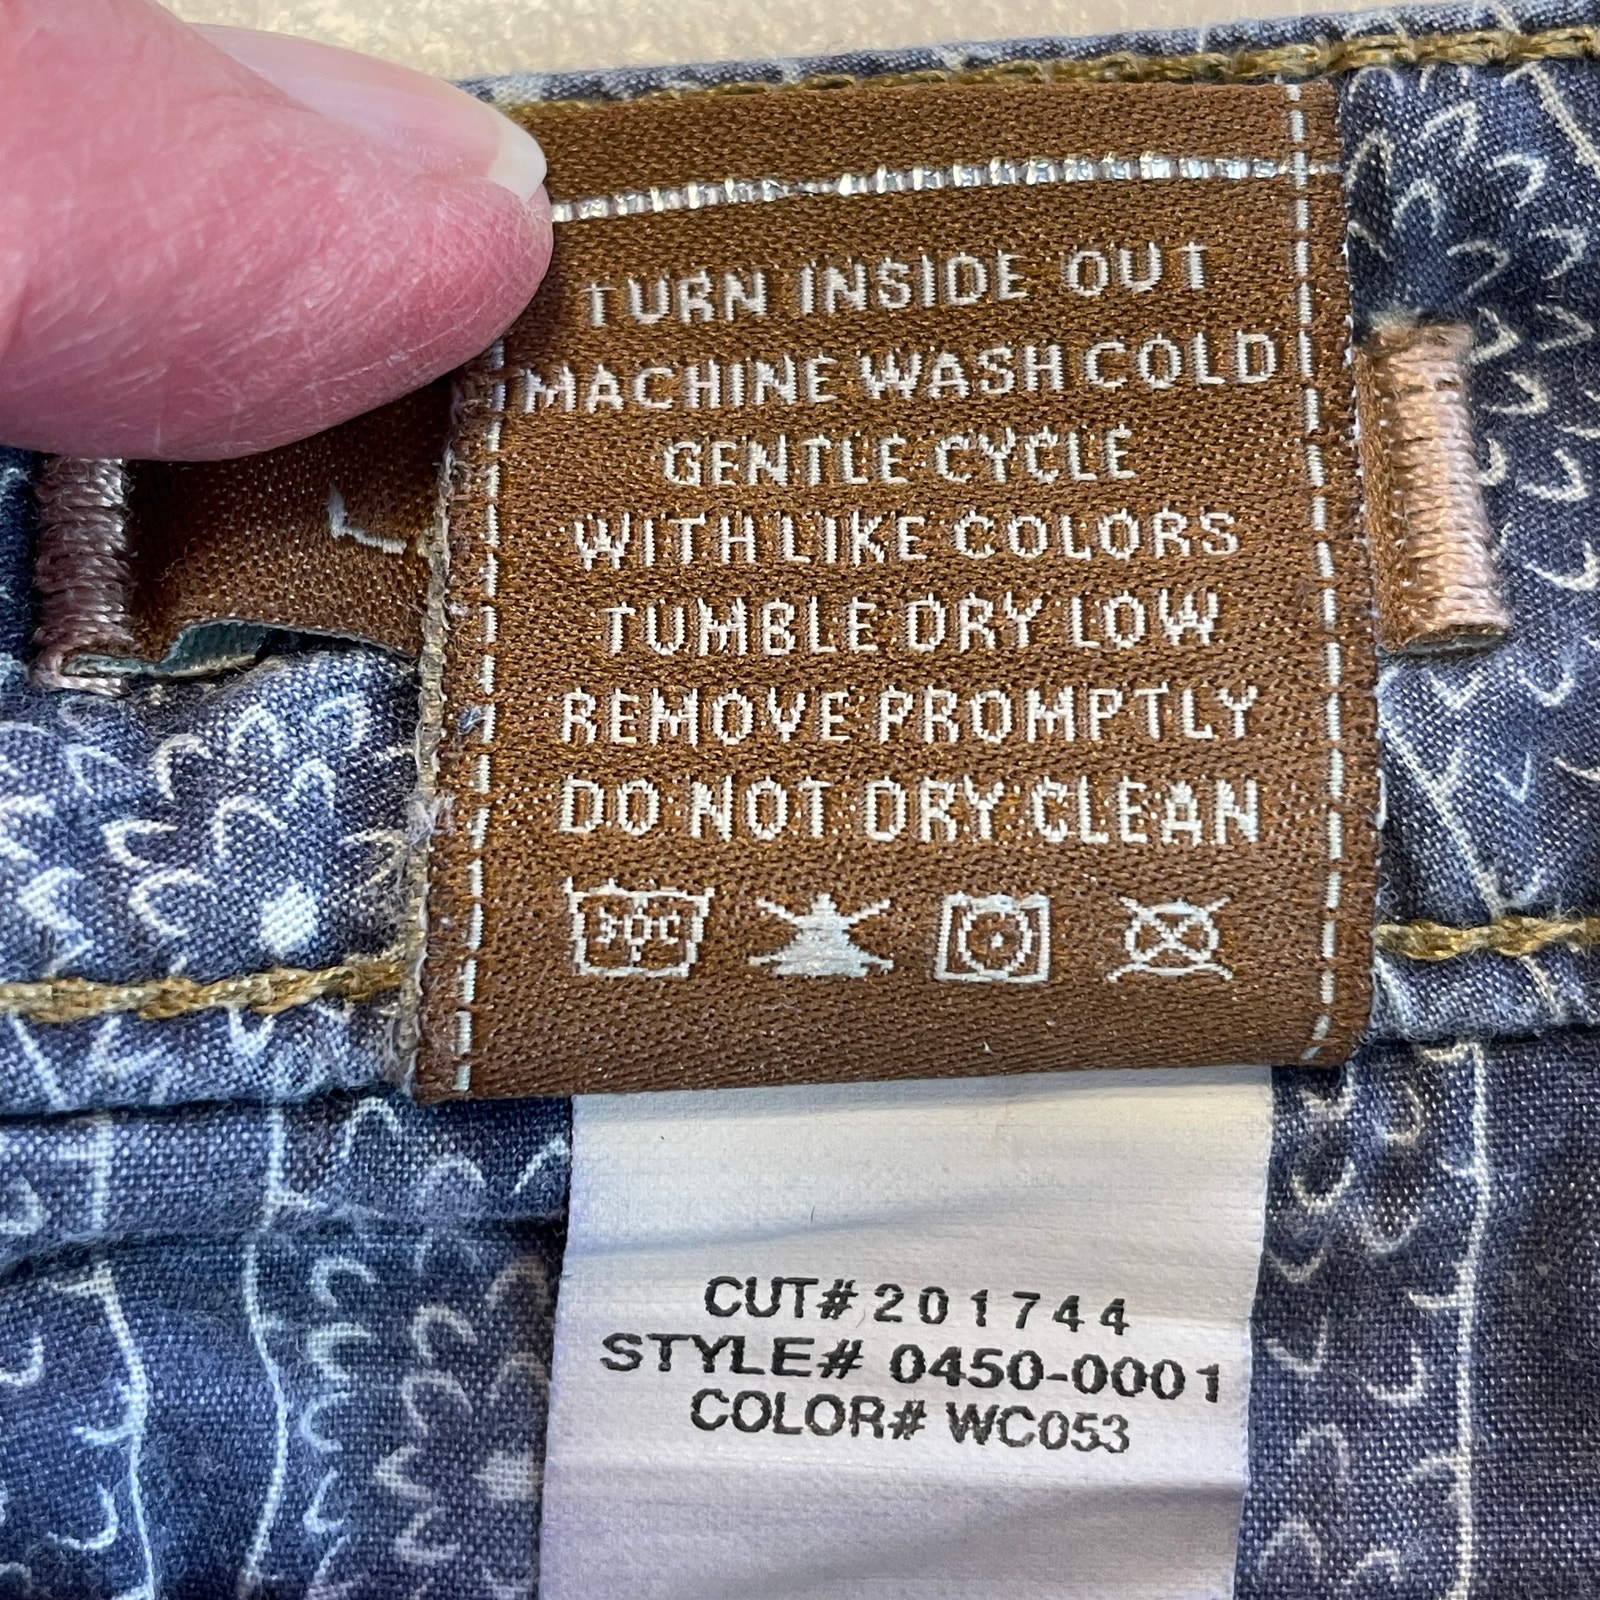 TURN INSIDE OUT
MACHINE WASH COLD
GENTLE CYCLE
WITH LIKE COLORS
TUMBLE DRY LOW
REMOVE PROMPTLY
DO NOT DRY CLEAN
30C
CUT# 201744
STYLE# 0450-0001
COLOR# WC053